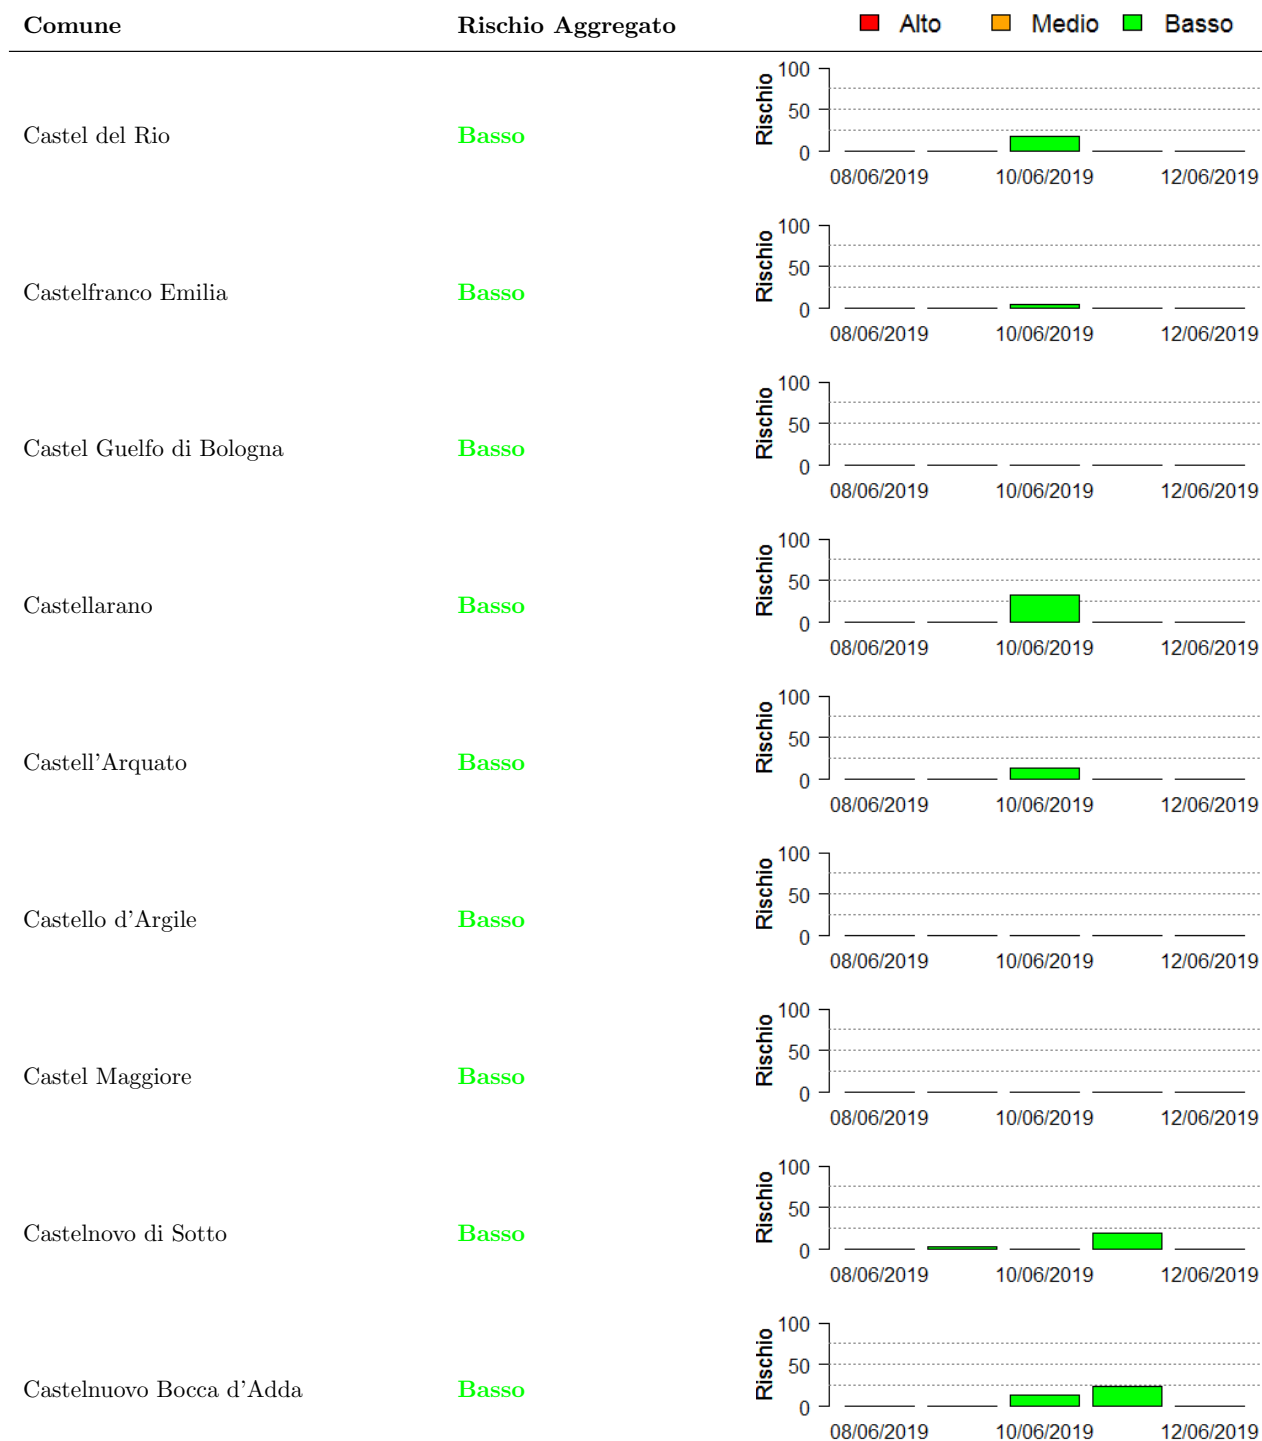 Comune Rischio Aggregato Alto Medio Basso
Castel del Rio Basso Rischio 100 50 0
08/06/2019 10/06/2019 12/06/2019
Castelfranco Emilia Basso Rischio 100 50 0
08/06/2019 10/06/2019 12/06/2019
Castel Guelfo di Bologna Basso Rischio 100 50 0
08/06/2019 10/06/2019 12/06/2019
Castellarano Basso Rischio 100 50 0
08/06/2019 10/06/2019 12/06/2019
Castell'Arquato Basso Rischio 100 50 0
08/06/2019 10/06/2019 12/06/2019
Castello d'Argile Basso Rischio 100 50 0
08/06/2019 10/06/2019 12/06/2019
Castel Maggiore Basso Rischio 100 50 0
08/06/2019 10/06/2019 12/06/2019
Castelnovo di Sotto Basso Rischio 100 50 0
08/06/2019 10/06/2019 12/06/2019
Castelnuovo Bocca d'Adda Basso Rischio 100 50 0
08/06/2019 10/06/2019 12/06/2019